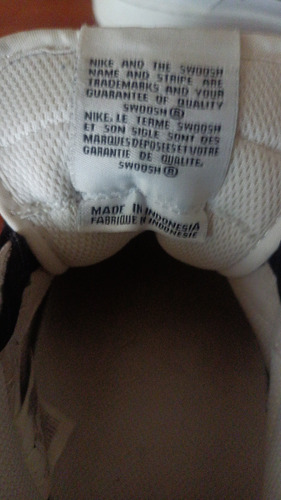 NIKE AND THE SWOOSH
NAME AND STRIPE ARE
TRADEMARKS AND YOUR
GUARANTEE OF QUALITY
SWOOSH ®
NIKE, LE TERME SWOOSH
ET SON SIGLE SONT DES
MARQUES DEPOSEES ET VOTRE
GARANTIE DE QUALITE.
SWOOSH ®
MADE IN INDONESIA
FABRIQUE N INDONESIE